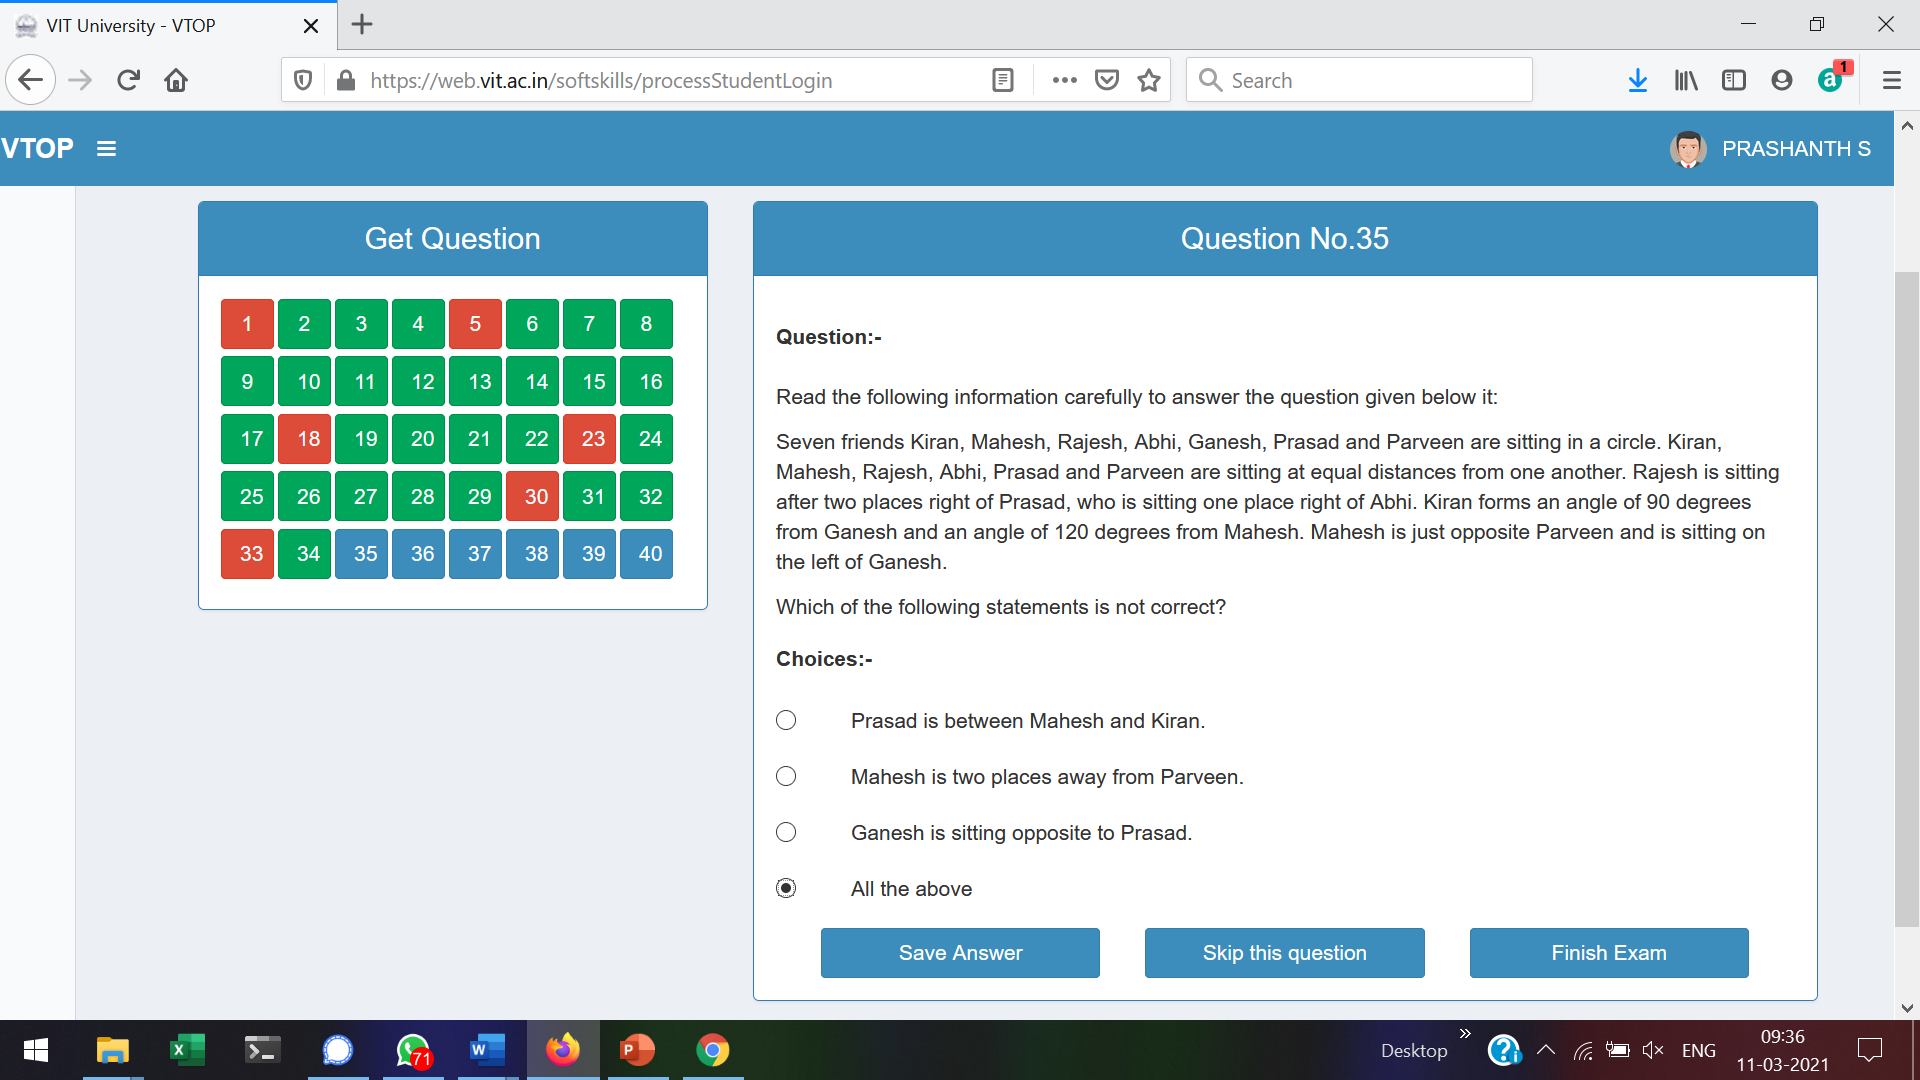 VIT University - VTOP
https://web.vit.ac.in/softskills/processStudentLogin
Search
1
VTOP
PRASHANTH S
Get Question
1 2 3 4 5 6 7 8
9 10 11 12 13 14 15 16
17 18 19 20 21 22 23 24
25 26 27 28 29 30 31 32
33 34 35 36 37 38 39 40
Question No.35
Question:-
Read the following information carefully to answer the question given below it:
Seven friends Kiran, Mahesh, Rajesh, Abhi, Ganesh, Prasad and Parveen are sitting in a circle. Kiran,
Mahesh, Rajesh, Abhi, Prasad and Parveen are sitting at equal distances from one another. Rajesh is sitting
after two places right of Prasad, who is sitting one place right of Abhi. Kiran forms an angle of 90 degrees
from Ganesh and an angle of 120 degrees from Mahesh. Mahesh is just opposite Parveen and is sitting on
the left of Ganesh.
Which of the following statements is not correct?
Choices:-
Prasad is between Mahesh and Kiran.
Mahesh is two places away from Parveen.
Ganesh is sitting opposite to Prasad.
All the above
Save Answer
Skip this question
Finish Exam
71
Desktop
ENG
09:36
11-03-2021